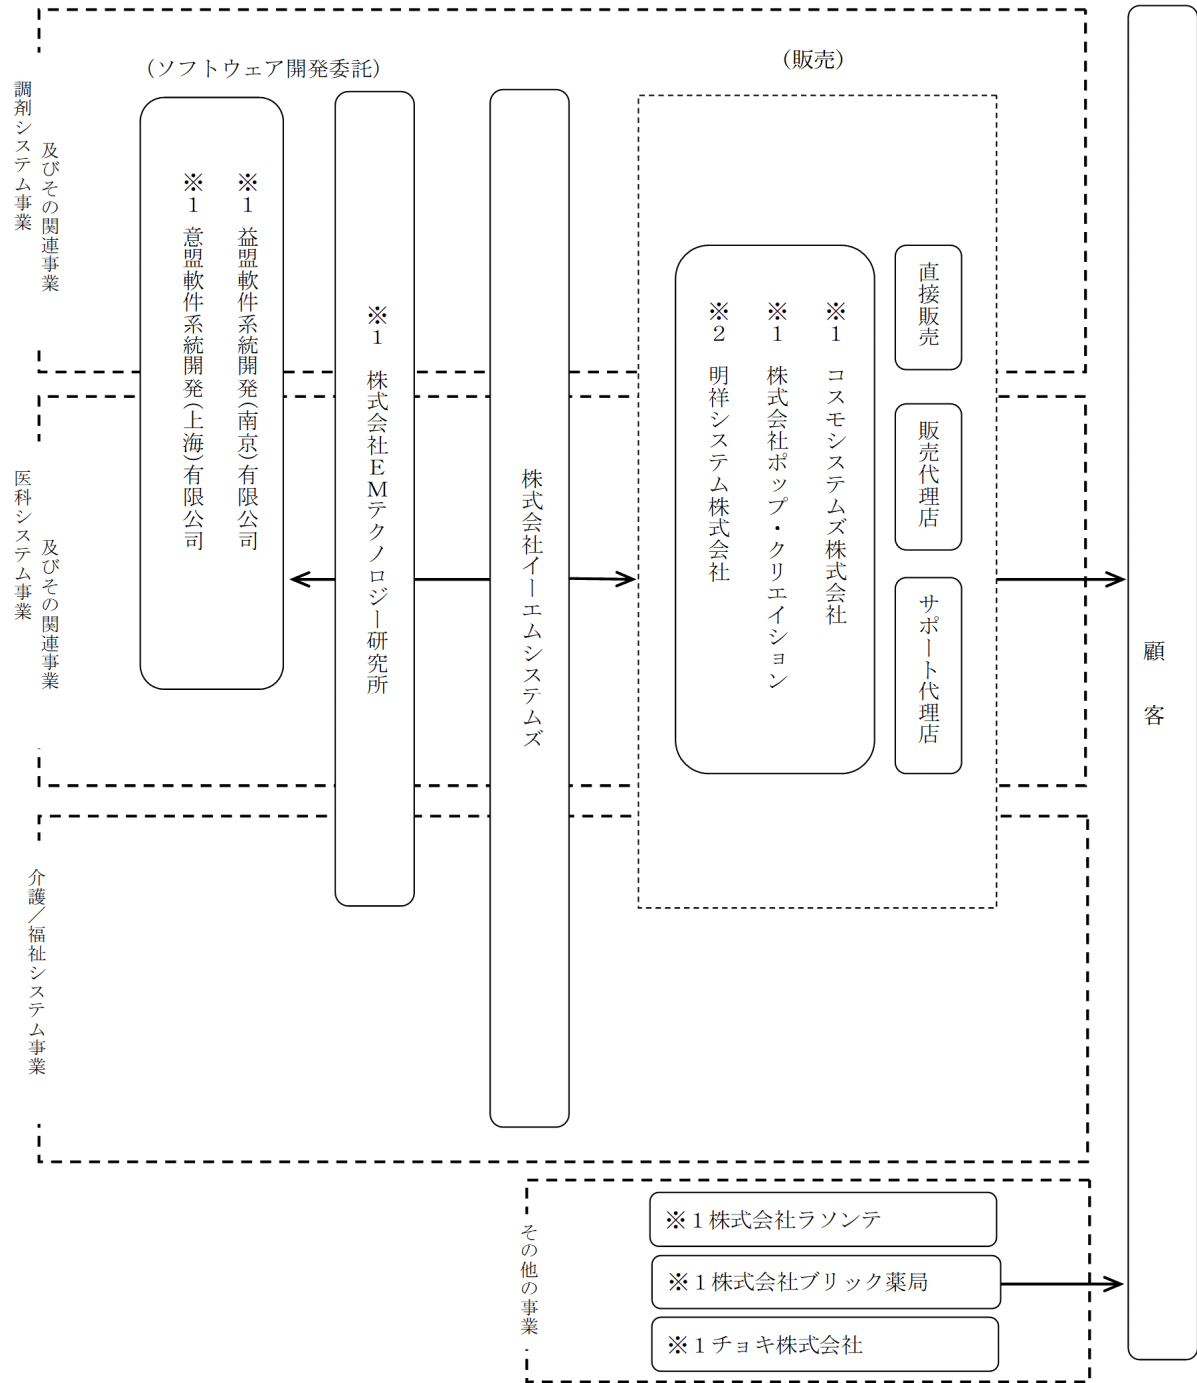 （ソフトウェア開発委託）
（販売）
調剤システム事業
及びその関連事業
医科システム事業
及びその関連事業
介護／福祉システム事業
※１ 益盟軟件系統開発（南京）有限公司
※１ 意盟軟件系統開発（上海）有限公司
※１ 株式会社ＥＭテクノロジー研究所
株式会社イーエムシステムズ
※１ コスモシステムズ株式会社
※１ 株式会社ポップ・クリエイション
※２ 明祥システム株式会社
直接販売
販売代理店
サポート代理店
顧　客
その他の事業
※１株式会社ラソンテ
※１株式会社ブリック薬局
※１チョキ株式会社